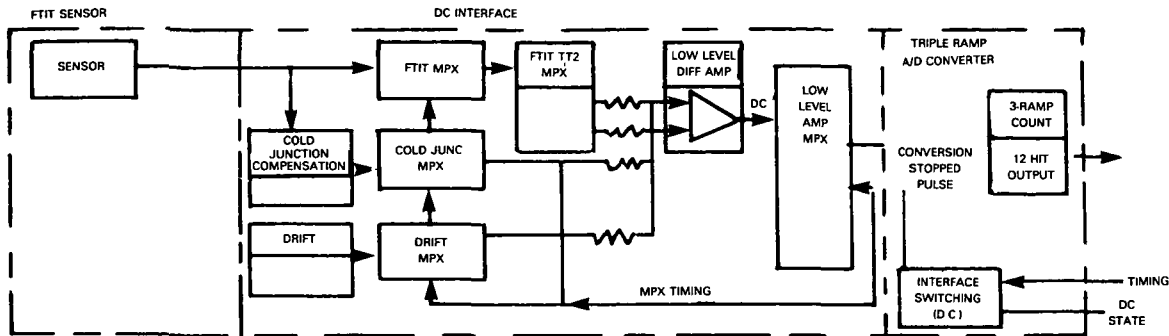 FTIT SENSOR
DC INTERFACE
SENSOR
FTIT MPX
FTIT TT2
MPX
LOW LEVEL
DIFF AMP
DC
LOW
LEVEL
AMP
MPX
TRIPLE RAMP
A/D CONVERTER
3-RAMP
COUNT
12 HIT
OUTPUT
COLD
JUNCTION
COMPENSATION
COLD JUNC
MPX
CONVERSION
STOPPED
PULSE
DRIFT
DRIFT
MPX
MPX TIMING
INTERFACE
SWITCHING
(D C)
TIMING
DC
STATE